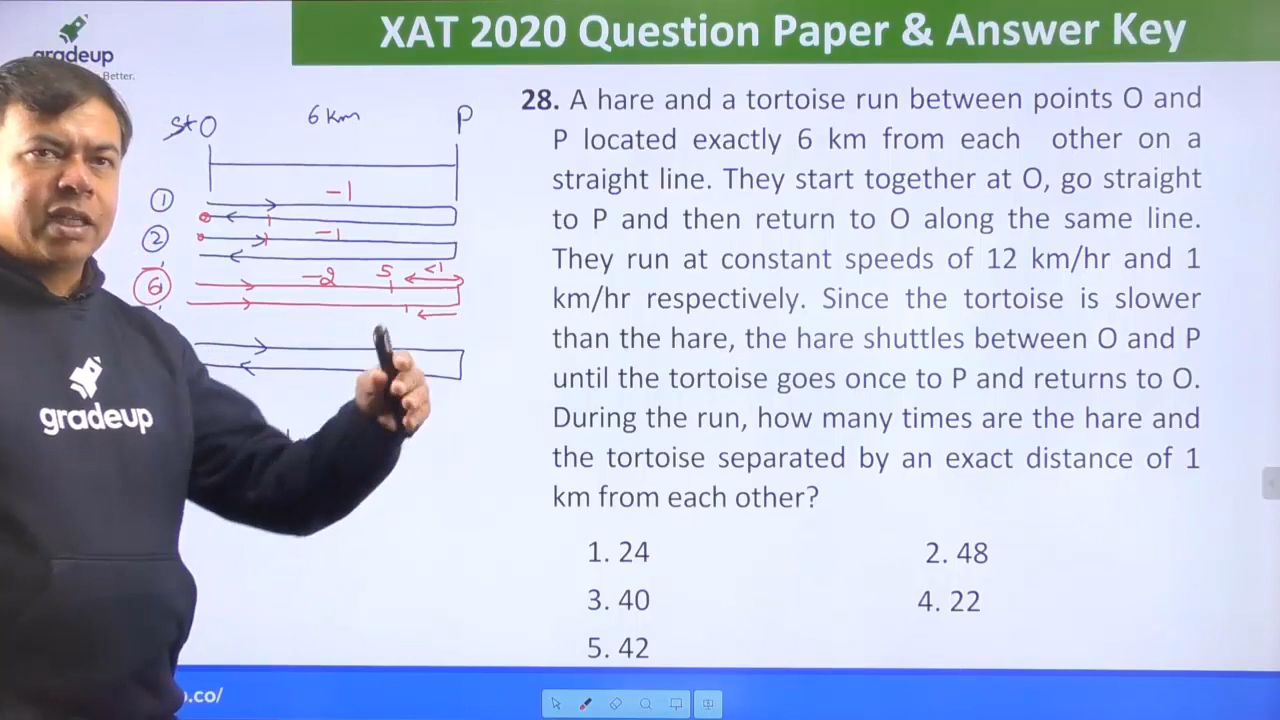 gradeup
Better.
XAT 2020 Question Paper & Answer Key
St O
6 km
P
1
-1
2
-1
6
-2
5
<1
gradeup
28. A hare and a tortoise run between points O and
P located exactly 6 km from each other on a
straight line. They start together at O, go straight
to P and then return to O along the same line.
They run at constant speeds of 12 km/hr and 1
km/hr respectively. Since the tortoise is slower
than the hare, the hare shuttles between O and P
until the tortoise goes once to P and returns to O.
During the run, how many times are the hare and
the tortoise separated by an exact distance of 1
km from each other?
1. 24
2. 48
3. 40
4. 22
5. 42
.co/